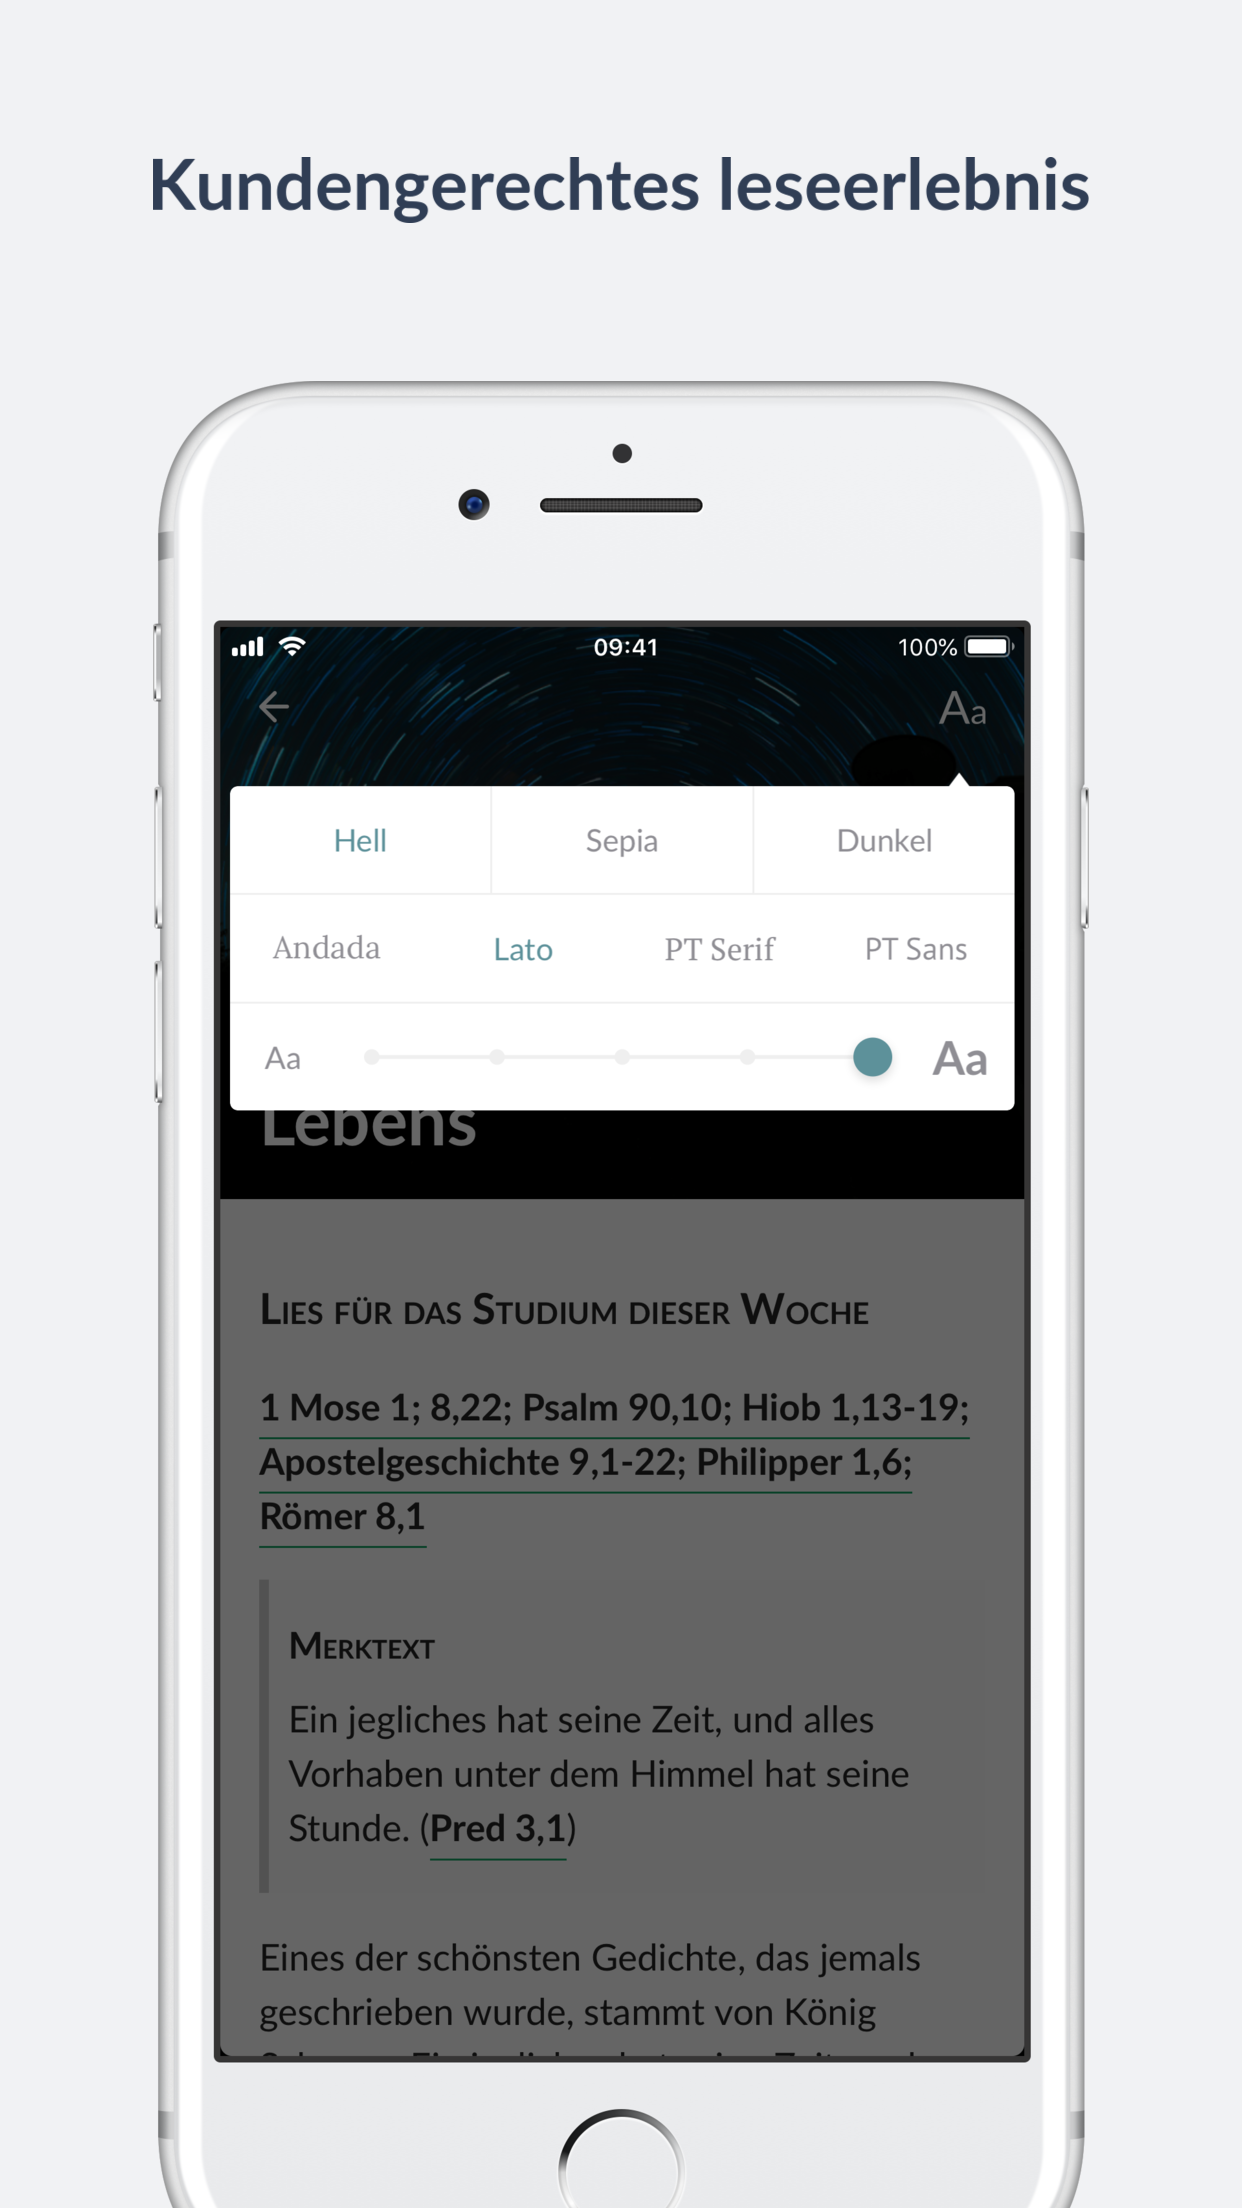 Kundengerechtes leseerlebnis
09:41
100%
Aa
Hell Sepia Dunkel
Andada Lato PT Serif PT Sans
Aa Aa
Lebens
LIES FÜR DAS STUDIUM DIESER WOCHE
1 Mose 1; 8,22; Psalm 90,10; Hiob 1,13-19;
Apostelgeschichte 9,1-22; Philipper 1,6;
Römer 8,1
MERKTEXT
Ein jegliches hat seine Zeit, und alles
Vorhaben unter dem Himmel hat seine
Stunde. (Pred 3,1)
Eines der schönsten Gedichte, das jemals
geschrieben wurde, stammt von König